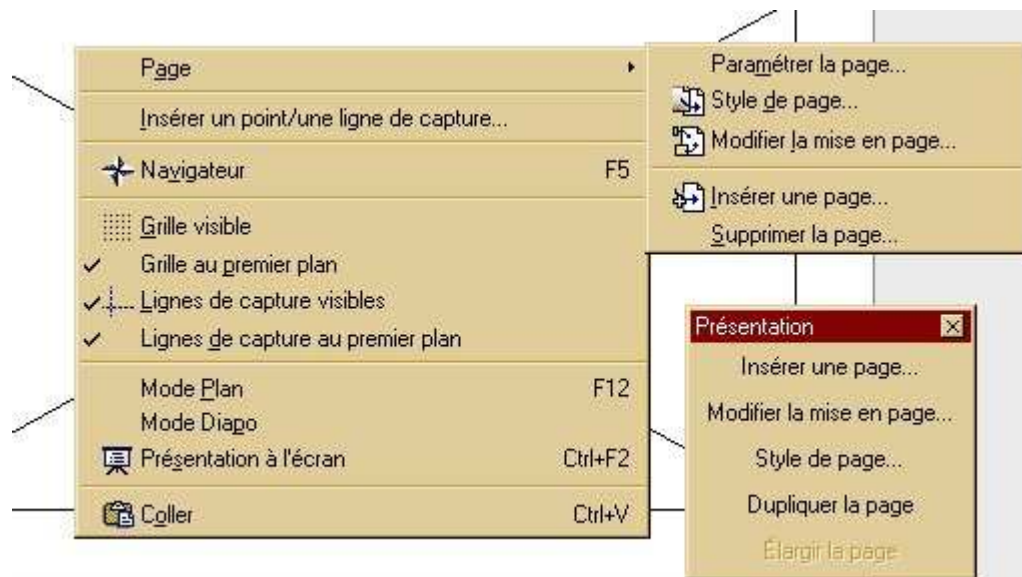 Page
Insérer un point/une ligne de capture...
Navigateur F5
Grille visible
Grille au premier plan
Lignes de capture visibles
Lignes de capture au premier plan
Mode Plan F12
Mode Diapo
Présentation à l'écran Ctrl+F2
Coller Ctrl+V
Paramétrer la page...
Style de page...
Modifier la mise en page...
Insérer une page...
Supprimer la page...
Présentation
Insérer une page...
Modifier la mise en page...
Style de page...
Dupliquer la page
Élargir la page